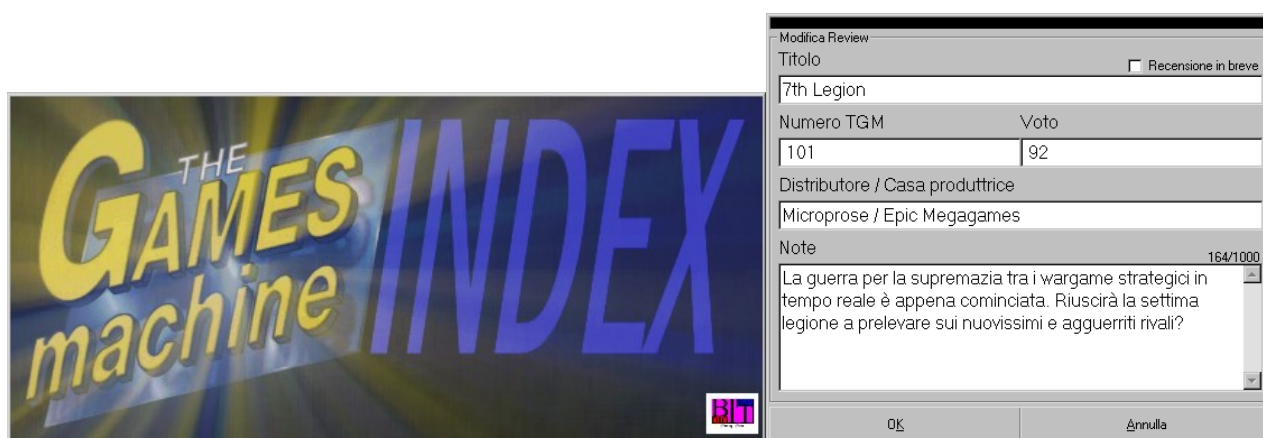 THE
GAMES
machine
INDEX
Modifica Review
Titolo
Recensione in breve
7th Legion
Numero TGM
Voto
101
92
Distributore / Casa produttrice
Microprose / Epic Megagames
Note
164/1000
La guerra per la supremazia tra i wargame strategici in
tempo reale è appena cominciata. Riuscirà la settima
legione a prelevare sui nuovissimi e agguerriti rivali?
OK
Annulla